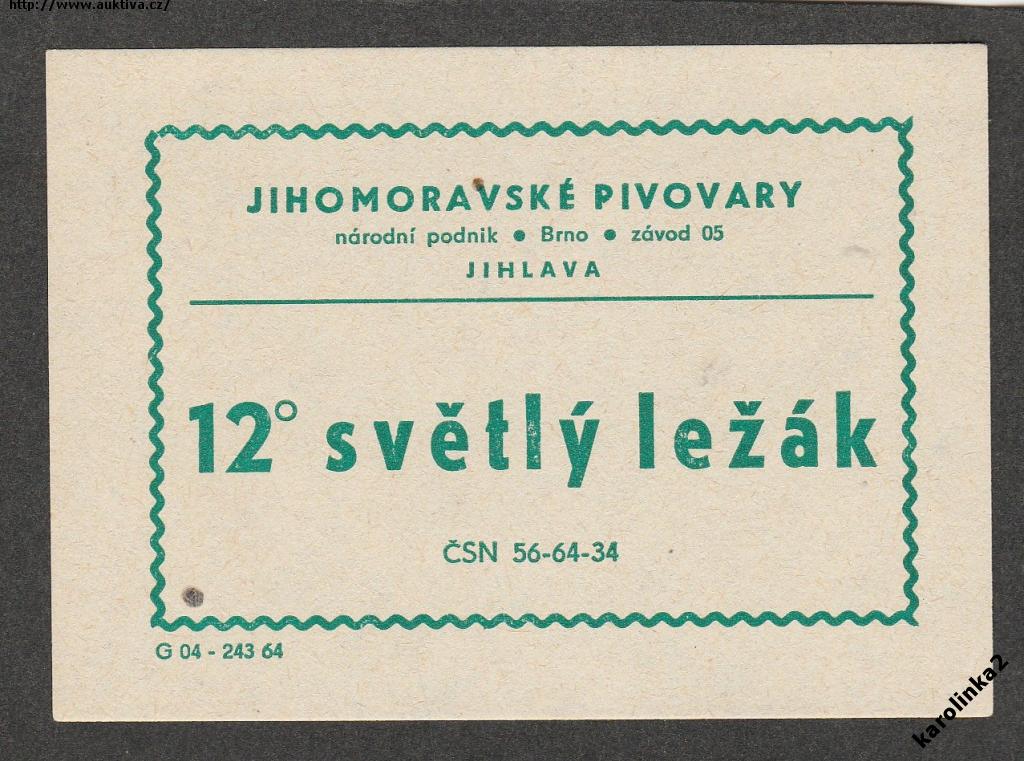 http://www.auktiva.cz/
JIHOMORAVSKÉ PIVOVARY
národní podnik ● Brno ● závod 05
JIHLAVA
12° světlý ležák
ČSN 56-64-34
G 04 - 243 64
karolinka2